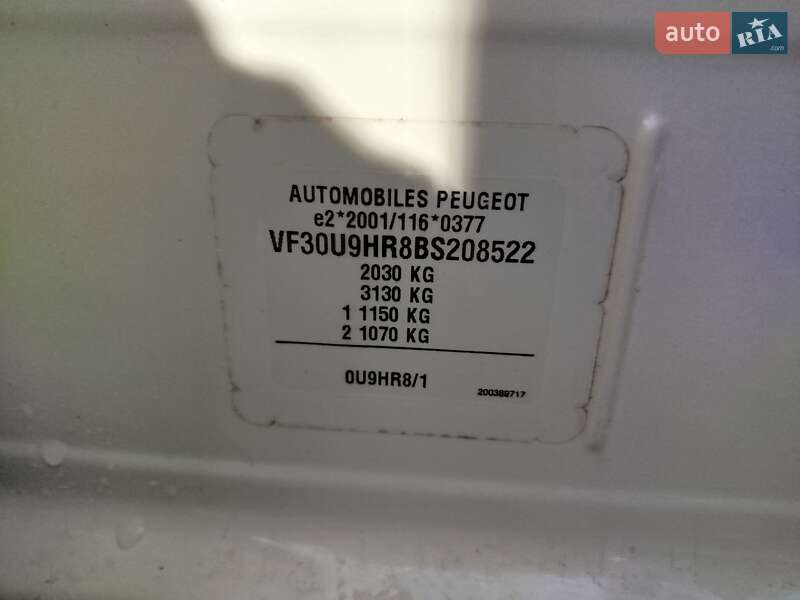 auto RIA
.com
AUTOMOBILES PEUGEOT
e2*2001/116*0377
VF30U9HR8BS208522
2030 KG
3130 KG
1 1150 KG
2 1070 KG
0U9HR8/1
200389717